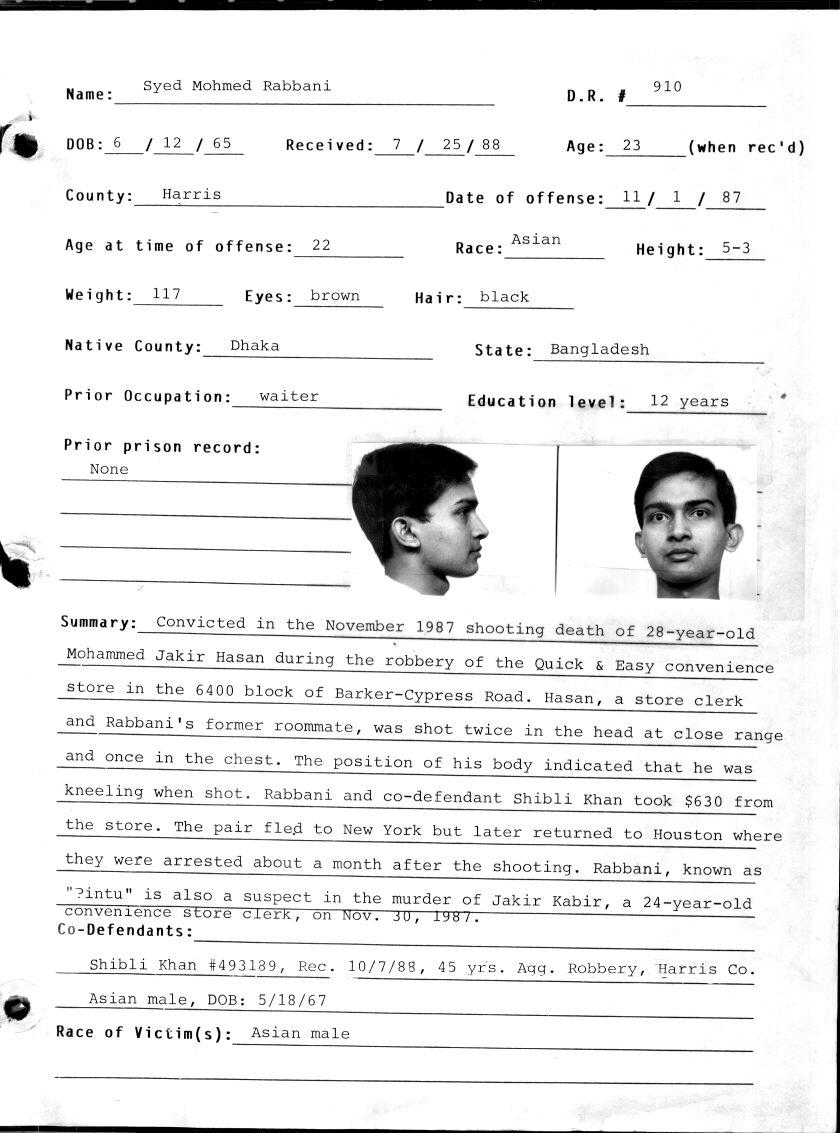 Name: Syed Mohmed Rabbani D.R. # 910
DOB: 6 / 12 / 65 Received: 7 / 25 / 88 Age: 23 (when rec'd)
County: Harris Date of offense: 11 / 1 / 87
Age at time of offense: 22 Race: Asian Height: 5-3
Weight: 117 Eyes: brown Hair: black
Native County: Dhaka State: Bangladesh
Prior Occupation: waiter Education level: 12 years
Prior prison record:
None
Summary: Convicted in the November 1987 shooting death of 28-year-old
Mohammed Jakir Hasan during the robbery of the Quick & Easy convenience
store in the 6400 block of Barker-Cypress Road. Hasan, a store clerk
and Rabbani's former roommate, was shot twice in the head at close range
and once in the chest. The position of his body indicated that he was
kneeling when shot. Rabbani and co-defendant Shibli Khan took $630 from
the store. The pair fled to New York but later returned to Houston where
they were arrested about a month after the shooting. Rabbani, known as
"?intu" is also a suspect in the murder of Jakir Kabir, a 24-year-old
convenience store clerk, on Nov. 30, 1987.
Co-Defendants:
Shibli Khan #493189, Rec. 10/7/88, 45 yrs. Agg. Robbery, Harris Co.
Asian male, DOB: 5/18/67
Race of Victim(s): Asian male